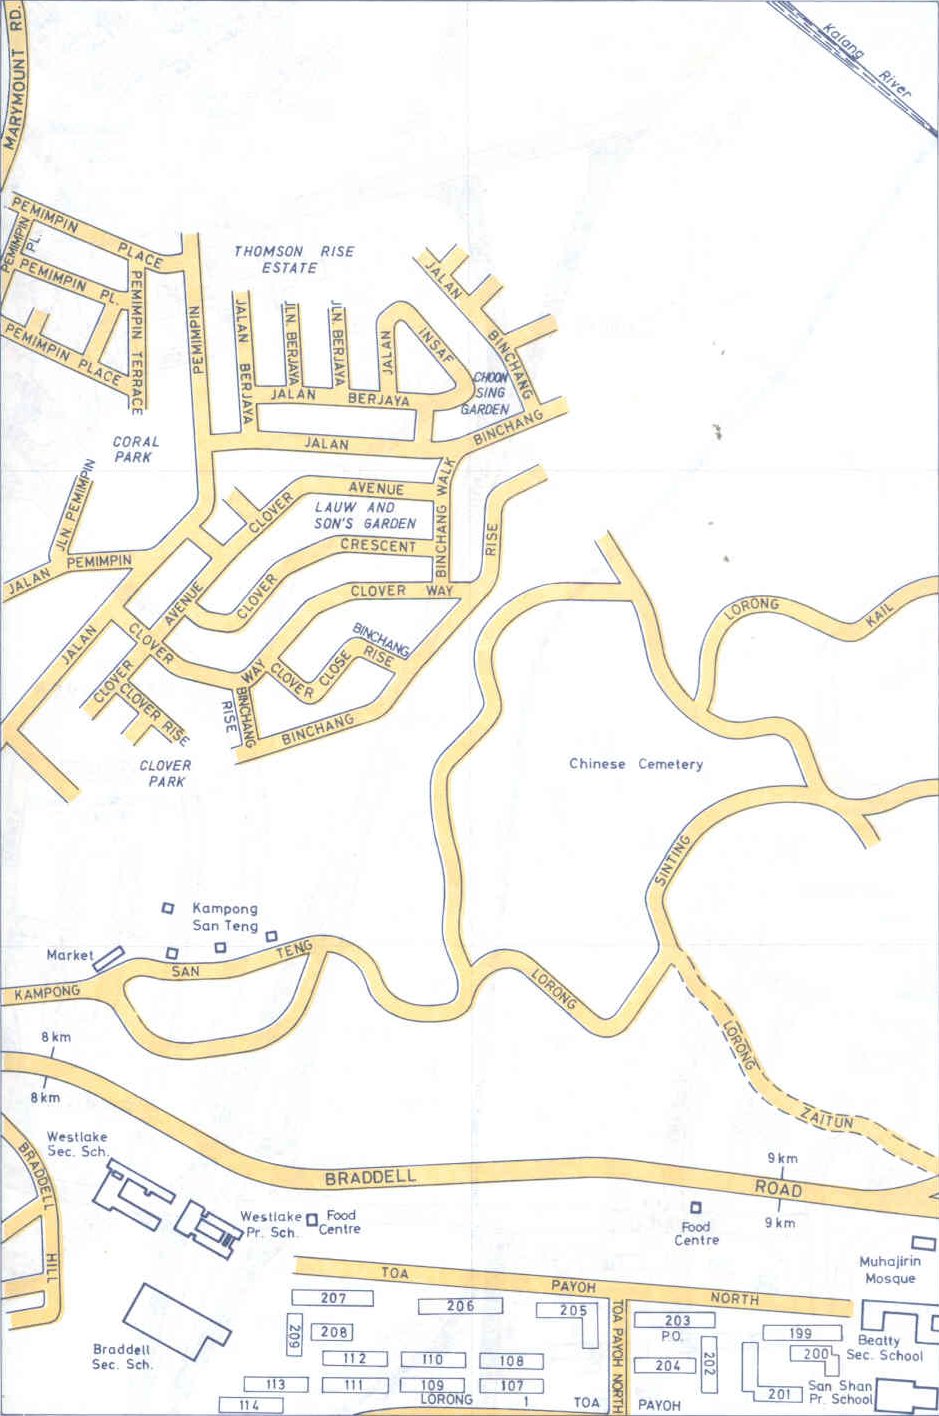 MARYMOUNT RD.
Kalang River
PEMIMPIN PLACE
PEMIMPIN PL.
PEMIMPIN PL.
PEMIMPIN TERRACE
PEMIMPIN PLACE
PEMIMPIN
THOMSON RISE
ESTATE
JALAN BERJAYA
JLN. BERJAYA
JLN. BERJAYA
JALAN INSAF
JALAN BERJAYA
JALAN BINCHANG
CHOON
SING
GARDEN
JALAN BINCHANG
CORAL
PARK
JLN. PEMIMPIN
JALAN PEMIMPIN
JALAN
CLOVER AVENUE
LAUW AND
SON'S GARDEN
BINCHANG WALK
RISE
CLOVER CRESCENT
CLOVER WAY
CLOVER AVENUE
CLOVER WAY
CLOVER CLOSE
BINCHANG RISE
CLOVER RISE
BINCHANG
RISE
BINCHANG
CLOVER
PARK
LORONG KAIL
Chinese Cemetery
SINTING
LORONG
Kampong
San Teng
Market
KAMPONG SAN TENG
LORONG ZAITUN
8 km
8 km
BRADDELL HILL
Westlake
Sec. Sch.
BRADDELL ROAD
9 km
9 km
Westlake
Pr. Sch.
Food
Centre
Food
Centre
Muhajirin
Mosque
TOA PAYOH NORTH
207
206
205
203
P.O.
199
209
208
TOA PAYOH NORTH
Beatty
Sec. School
200
Braddell
Sec. Sch.
112
110
108
204
202
113
111
109
107
201
San Shan
Pr. School
114
LORONG 1 TOA PAYOH